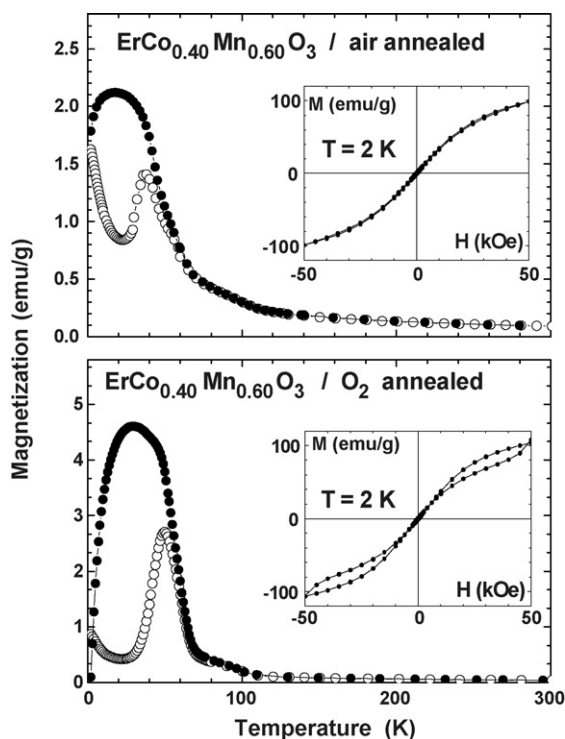 ErCo0.40Mn0.60O3 / air annealed
2.5
2.0
1.5
1.0
0.5
0.0
M (emu/g)
100
T = 2 K
0
-100
H (kOe)
-50
0
50
Magnetization (emu/g)
ErCo0.40Mn0.60O3 / O2 annealed
5
4
3
2
1
0
M (emu/g)
100
T = 2 K
0
-100
H (kOe)
-50
0
50
0
100
200
300
Temperature (K)